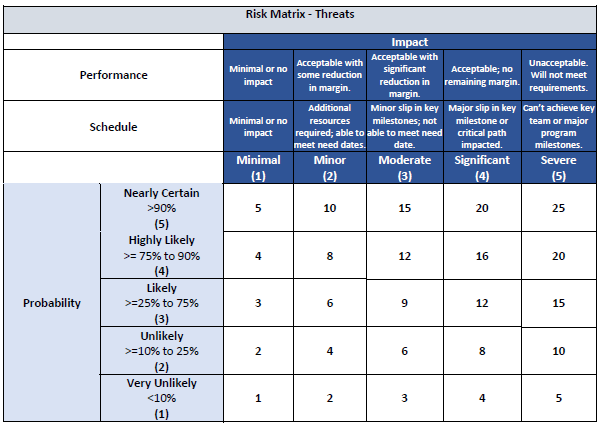 Risk Matrix - Threats
Impact
Performance
Minimal or no
impact
Acceptable with
some reduction
in margin.
Acceptable with
significant
reduction in
margin.
Acceptable; no
remaining margin.
Unacceptable.
Will not meet
requirements.
Schedule
Minimal or no
impact
Additional
resources
required; able to
meet need dates.
Minor slip in key
milestones; not
able to meet need
date.
Major slip in key
milestone or
critical path
impacted.
Can't achieve key
team or major
program
milestones.
Minimal
(1)
Minor
(2)
Moderate
(3)
Significant
(4)
Severe
(5)
Probability
Nearly Certain
>90%
(5)
5 10 15 20 25
Highly Likely
>= 75% to 90%
(4)
4 8 12 16 20
Likely
>=25% to 75%
(3)
3 6 9 12 15
Unlikely
>=10% to 25%
(2)
2 4 6 8 10
Very Unlikely
<10%
(1)
1 2 3 4 5